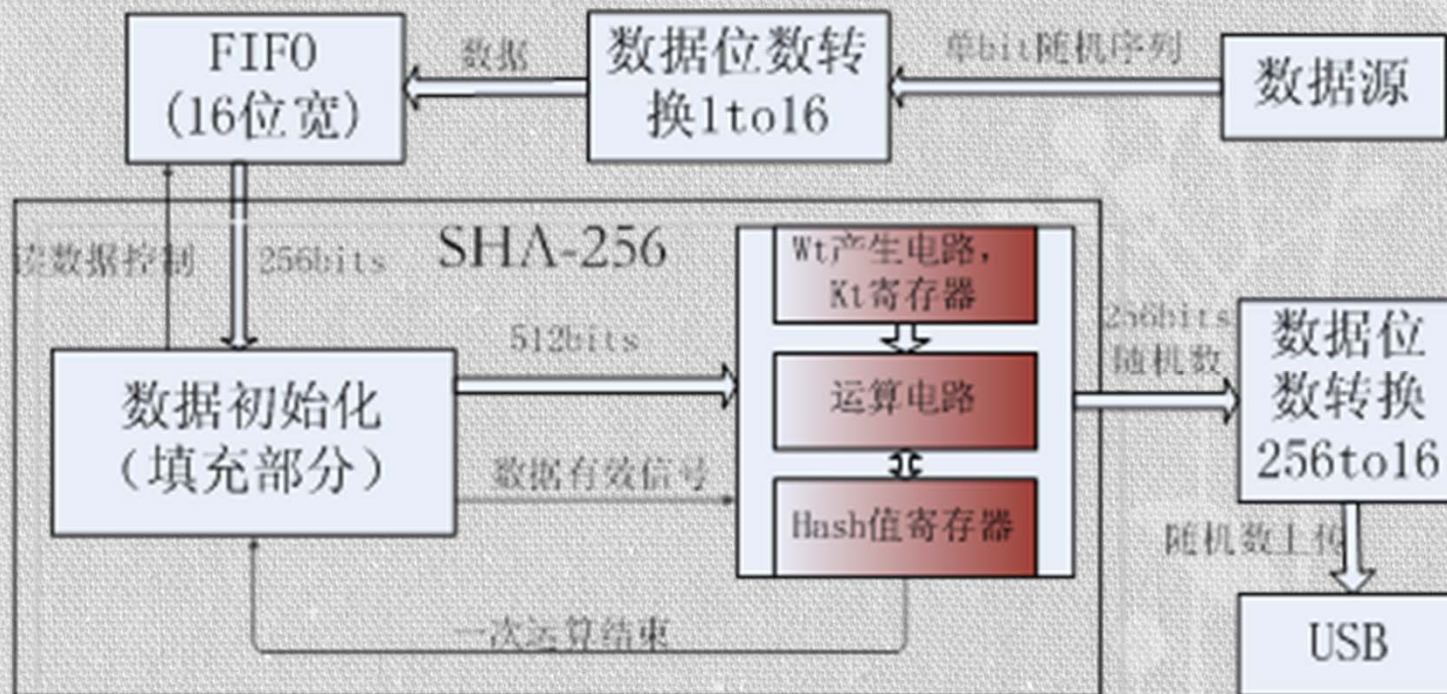 FIFO
(16位宽)
数据
数据位数转
换1to16
单bit随机序列
数据源
读数据控制
256bits
SHA-256
512bits
数据初始化
(填充部分)
数据有效信号
一次运算结束
Wt产生电路,
Kt寄存器
运算电路
Hash值寄存器
256bits
随机数
数据位
数转换
256to16
随机数上传
USB